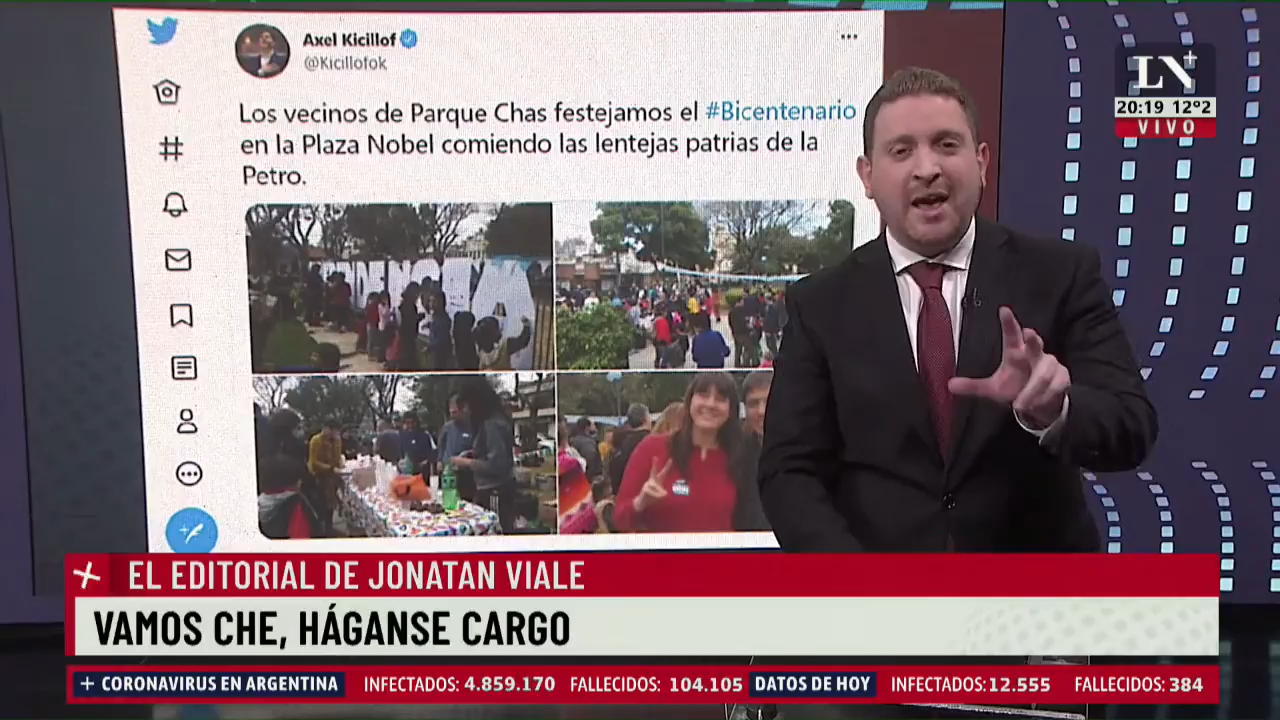 Axel Kicillof
@Kicillofok
Los vecinos de Parque Chas festejamos el #Bicentenario
en la Plaza Nobel comiendo las lentejas patrias de la
Petro.
LN+
20:19 12º2
VIVO
EL EDITORIAL DE JONATAN VIALE
VAMOS CHE, HÁGANSE CARGO
+ CORONAVIRUS EN ARGENTINA INFECTADOS: 4.859.170 FALLECIDOS: 104.105 DATOS DE HOY INFECTADOS: 12.555 FALLECIDOS: 384